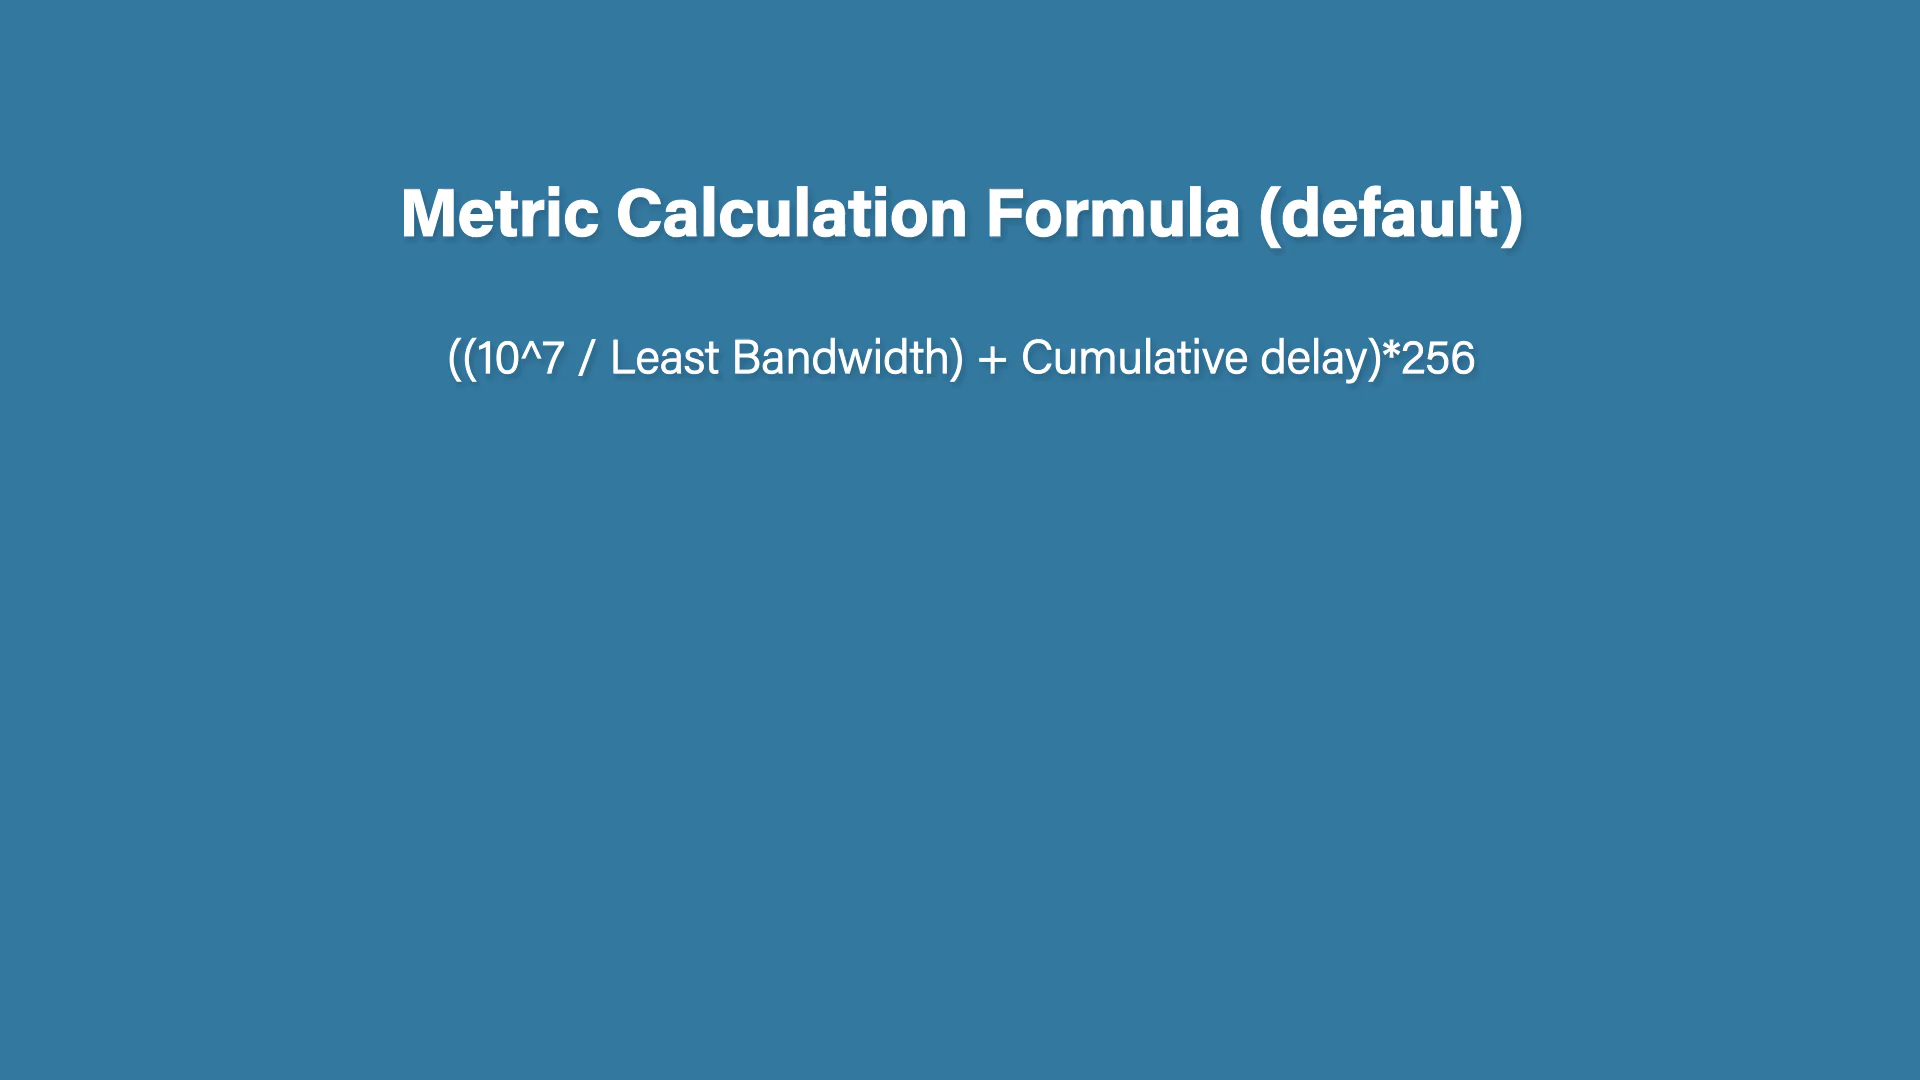 Metric Calculation Formula (default)
((10^7 / Least Bandwidth) + Cumulative delay)*256